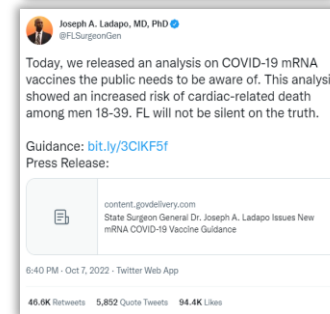 Joseph A. Ladapo, MD, PhD
@FLSurgeonGen
Today, we released an analysis on COVID-19 mRNA
vaccines the public needs to be aware of. This analysi
showed an increased risk of cardiac-related death
among men 18-39. FL will not be silent on the truth.
Guidance: bit.ly/3ClKF5f
Press Release:
content.govdelivery.com
State Surgeon General Dr. Joseph A. Ladapo Issues New
mRNA COVID-19 Vaccine Guidance
6:40 PM · Oct 7, 2022 · Twitter Web App
46.6K Retweets 5,852 Quote Tweets 94.4K Likes